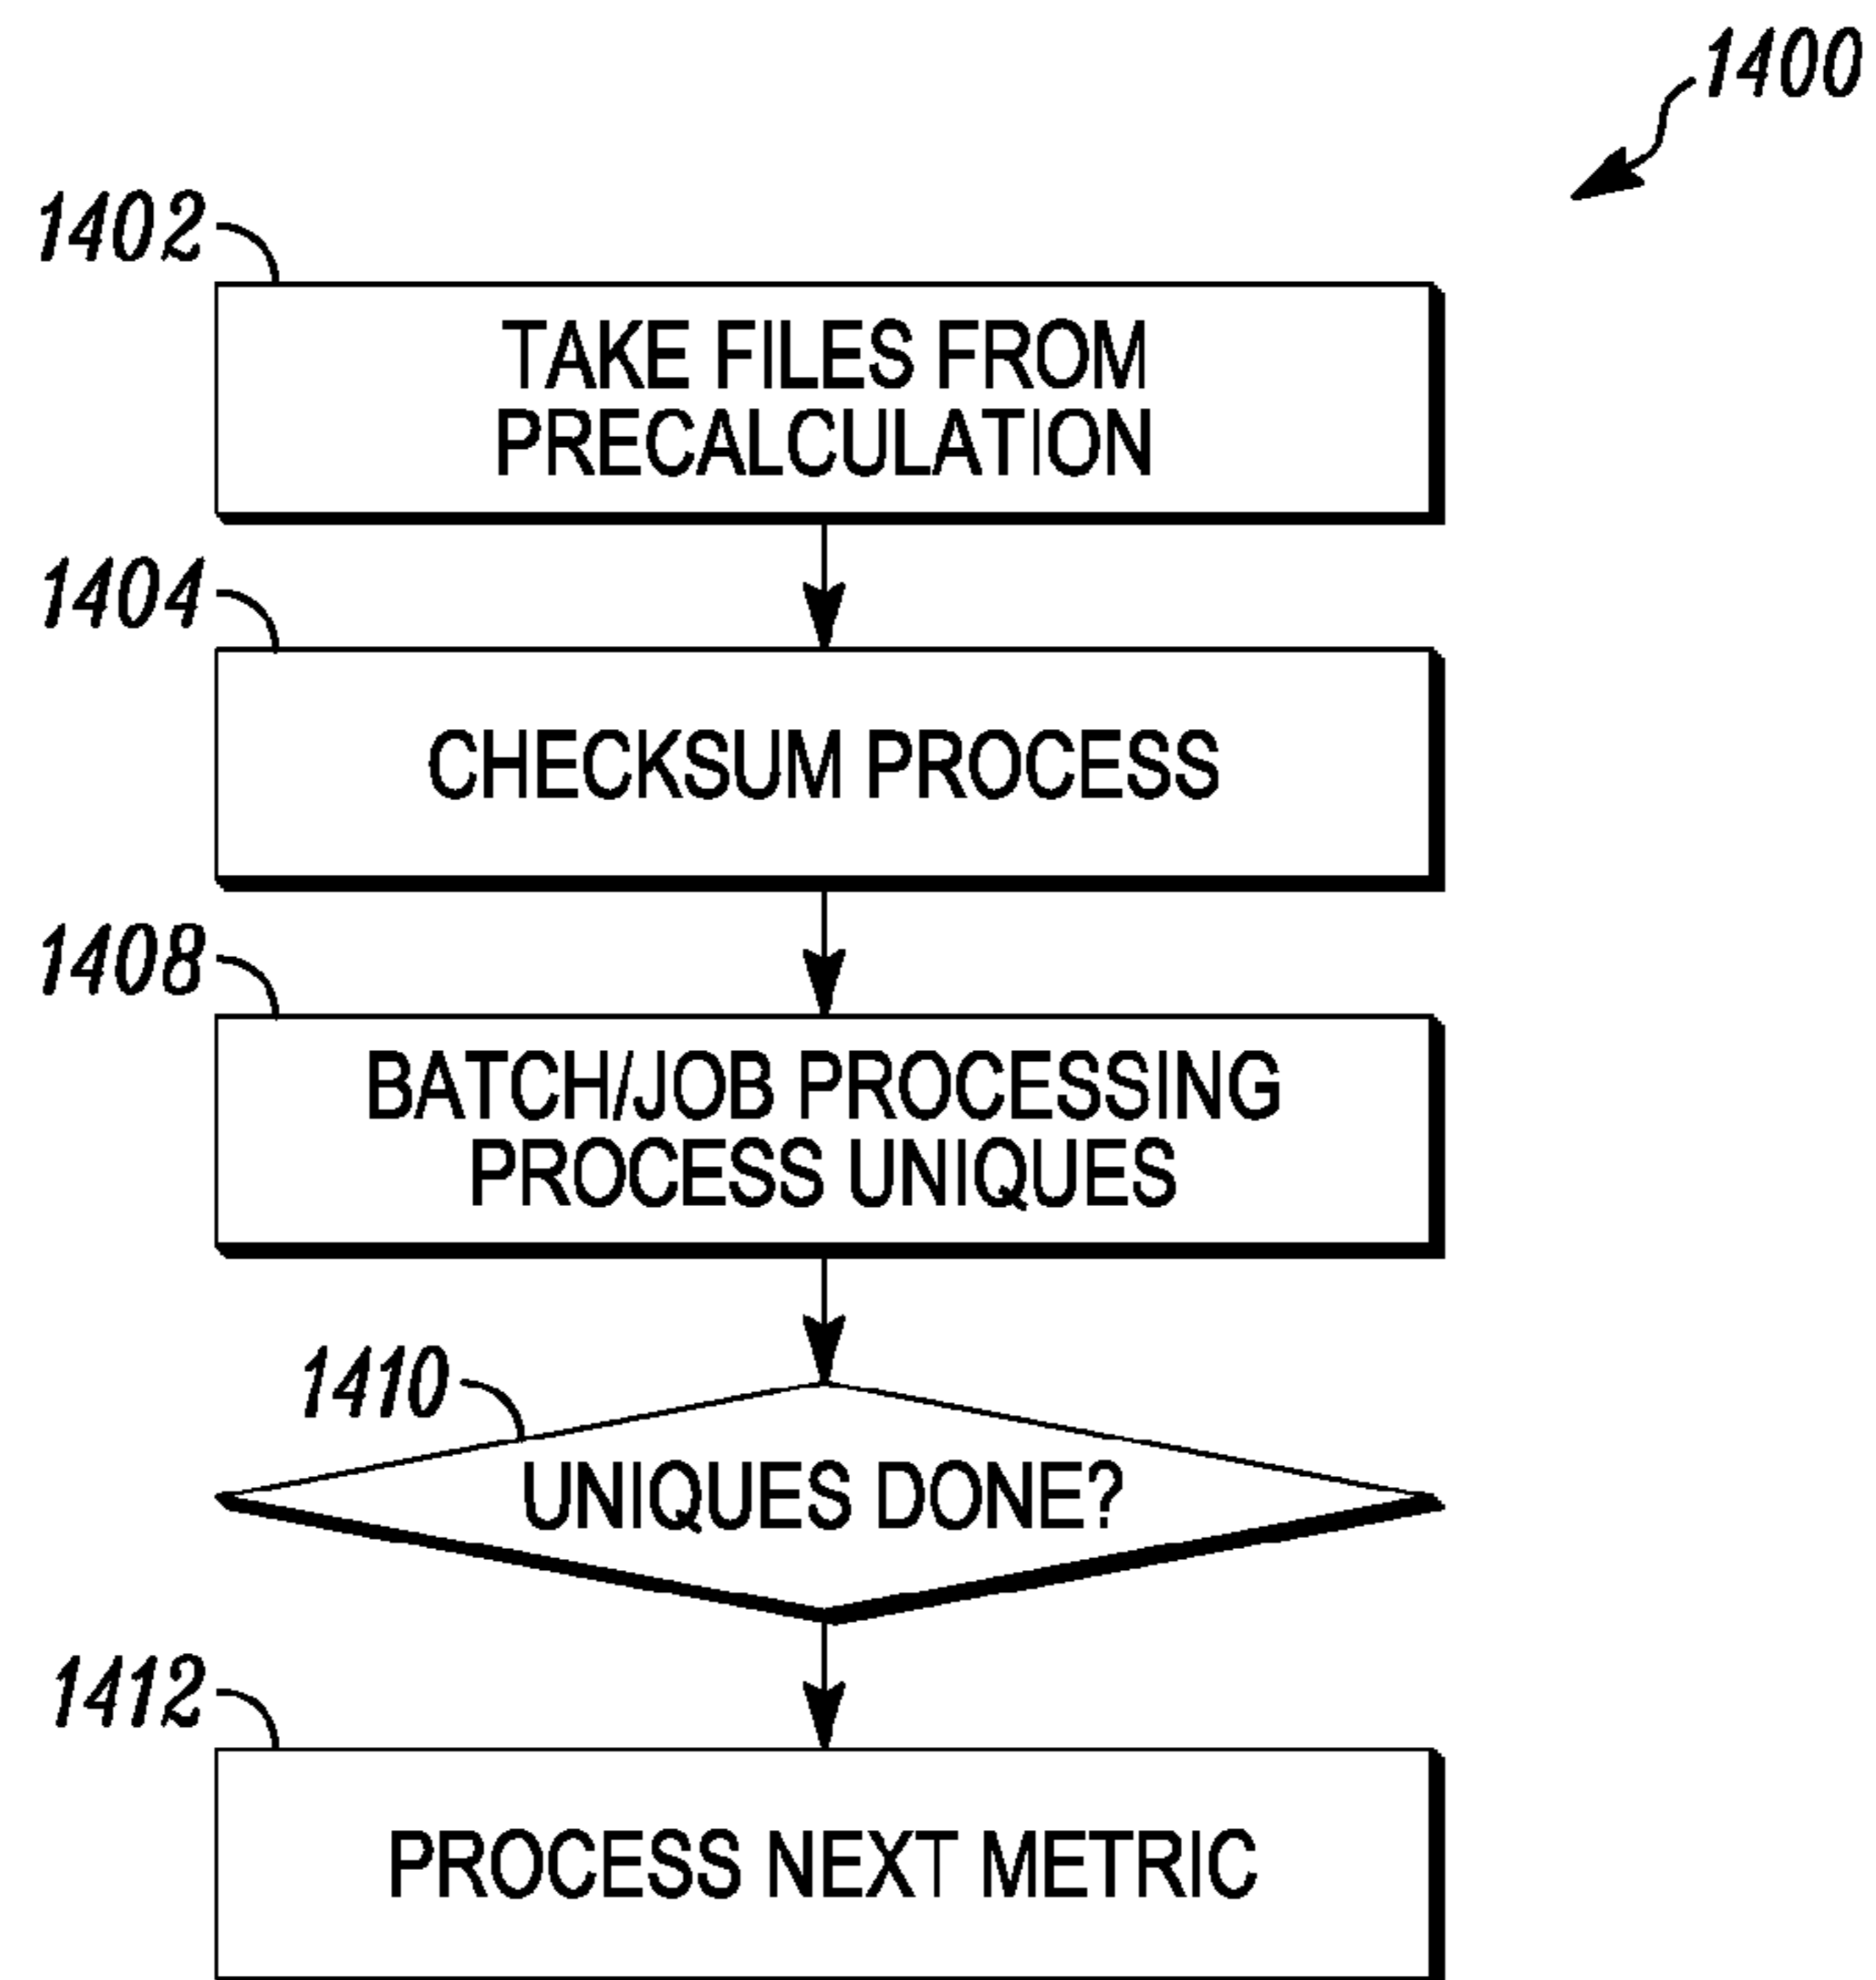 1400
1402
TAKE FILES FROM
PRECALCULATION
1404
CHECKSUM PROCESS
1408
BATCH/JOB PROCESSING
PROCESS UNIQUES
1410
UNIQUES DONE?
1412
PROCESS NEXT METRIC